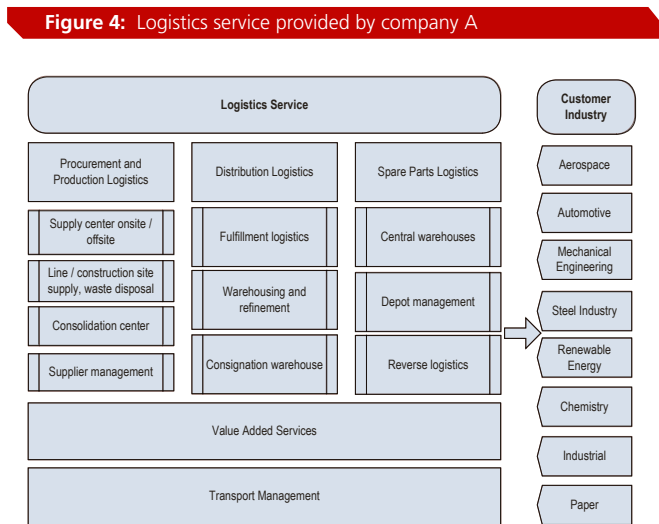 Figure 4: Logistics service provided by company A
Logistics Service
Customer
Industry
Procurement and
Production Logistics
Distribution Logistics
Spare Parts Logistics
Aerospace
Supply center onsite /
offsite
Fulfillment logistics
Central warehouses
Automotive
Line / construction site
supply, waste disposal
Warehousing and
refinement
Depot management
Mechanical
Engineering
Consolidation center
Steel Industry
Supplier management
Consignation warehouse
Reverse logistics
Renewable
Energy
Value Added Services
Chemistry
Industrial
Transport Management
Paper